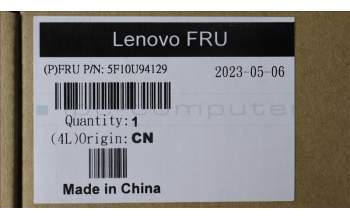 Lenovo FRU
(P)FRU P/N: 5F10U94129
2023-05-06
Quantity:1
(4L)Origin:CN
Made in China